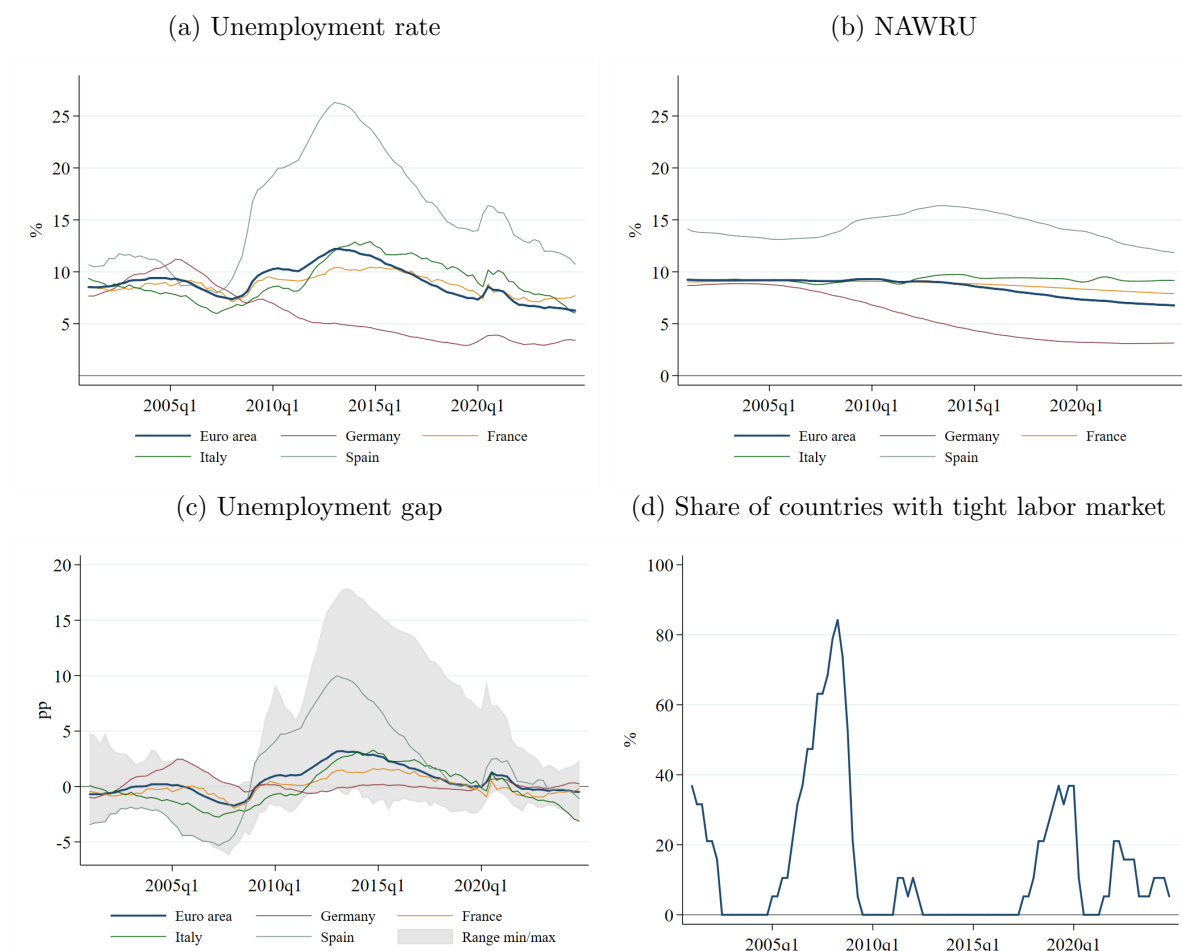 (a) Unemployment rate
(b) NAWRU
25
20
15
10
5
%
2005q1 2010q1 2015q1 2020q1
Euro area Germany France
Italy Spain
25
20
15
10
5
0
%
2005q1 2010q1 2015q1 2020q1
Euro area Germany France
Italy Spain
(c) Unemployment gap
(d) Share of countries with tight labor market
20
15
10
5
0
-5
pp
2005q1 2010q1 2015q1 2020q1
Euro area Germany France
Italy Spain Range min/max
100
80
60
40
20
0
%
2005q1 2010q1 2015q1 2020q1